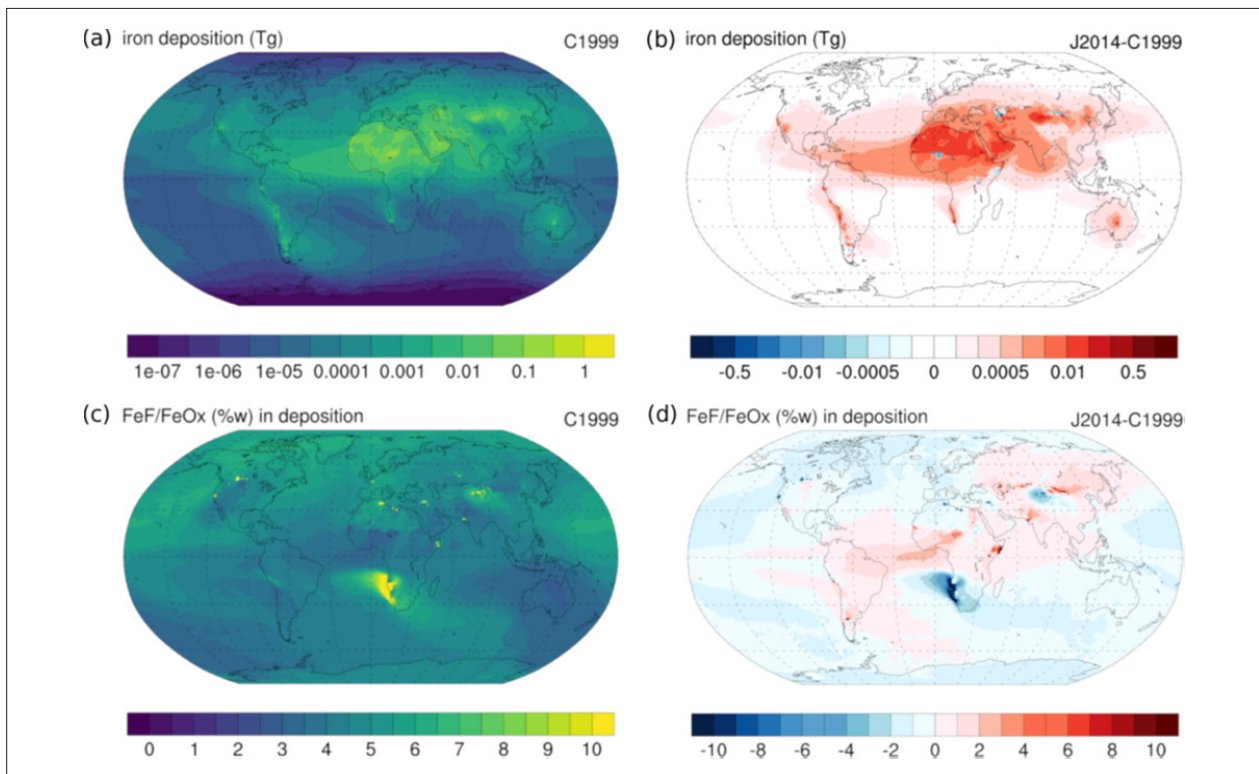 (a) iron deposition (Tg) C1999
(b) iron deposition (Tg) J2014-C1999
1e-07 1e-06 1e-05 0.0001 0.001 0.01 0.1 1
-0.5 -0.01 -0.0005 0 0.0005 0.01 0.5
(c) FeF/FeOx (%w) in deposition C1999
(d) FeF/FeOx (%w) in deposition J2014-C1999
0 1 2 3 4 5 6 7 8 9 10
-10 -8 -6 -4 -2 0 2 4 6 8 10